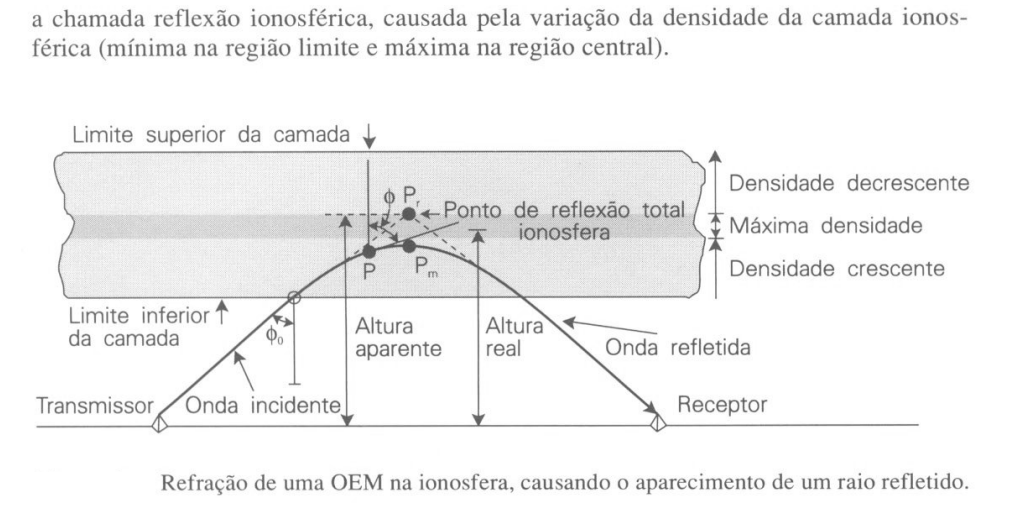 a chamada reflexão ionosférica, causada pela variação da densidade da camada ionos-
férica (mínima na região limite e máxima na região central).
Limite superior da camada
Densidade decrescente
ϕ P_r
Ponto de reflexão total
ionosfera
Máxima densidade
P
P_m
Densidade crescente
Limite inferior
da camada
ϕ₀
Altura
aparente
Altura
real
Onda refletida
Transmissor
Onda incidente
Receptor
Refração de uma OEM na ionosfera, causando o aparecimento de um raio refletido.